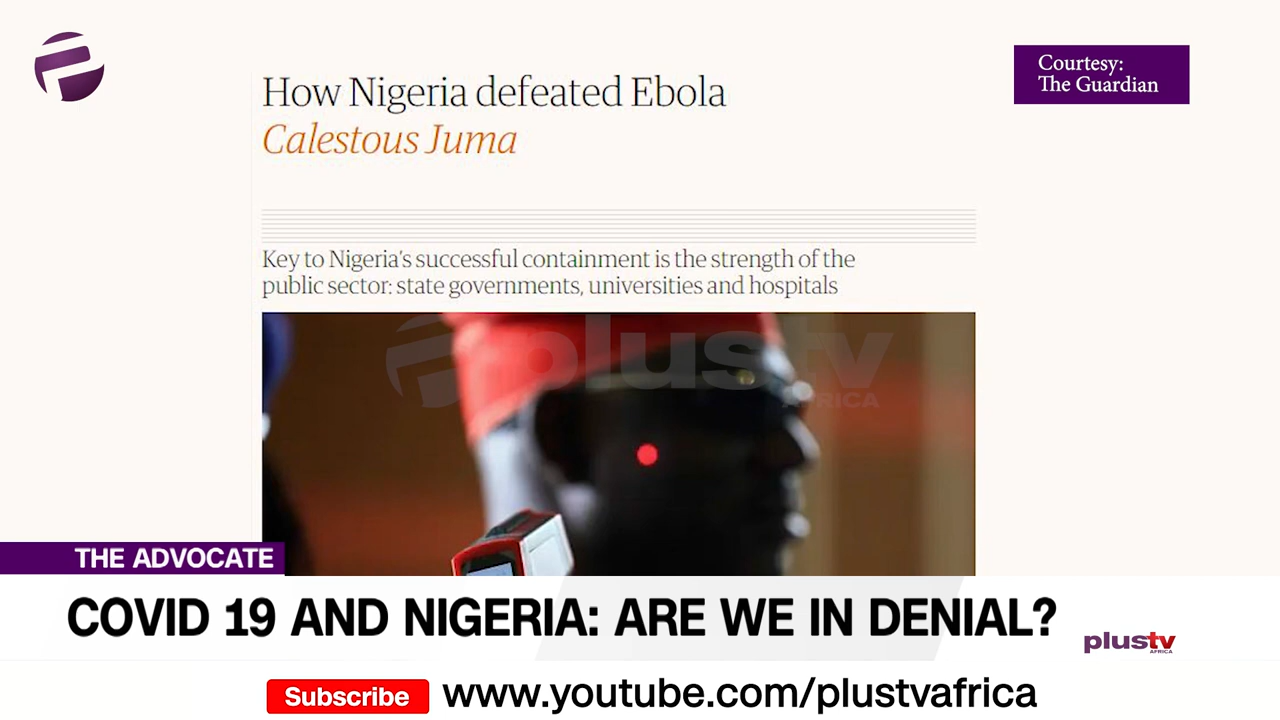 Courtesy:
The Guardian
How Nigeria defeated Ebola
Calestous Juma
Key to Nigeria's successful containment is the strength of the
public sector: state governments, universities and hospitals
plustv
AFRICA
THE ADVOCATE
COVID 19 AND NIGERIA: ARE WE IN DENIAL?
plustv
AFRICA
Subscribe
www.youtube.com/plustvafrica